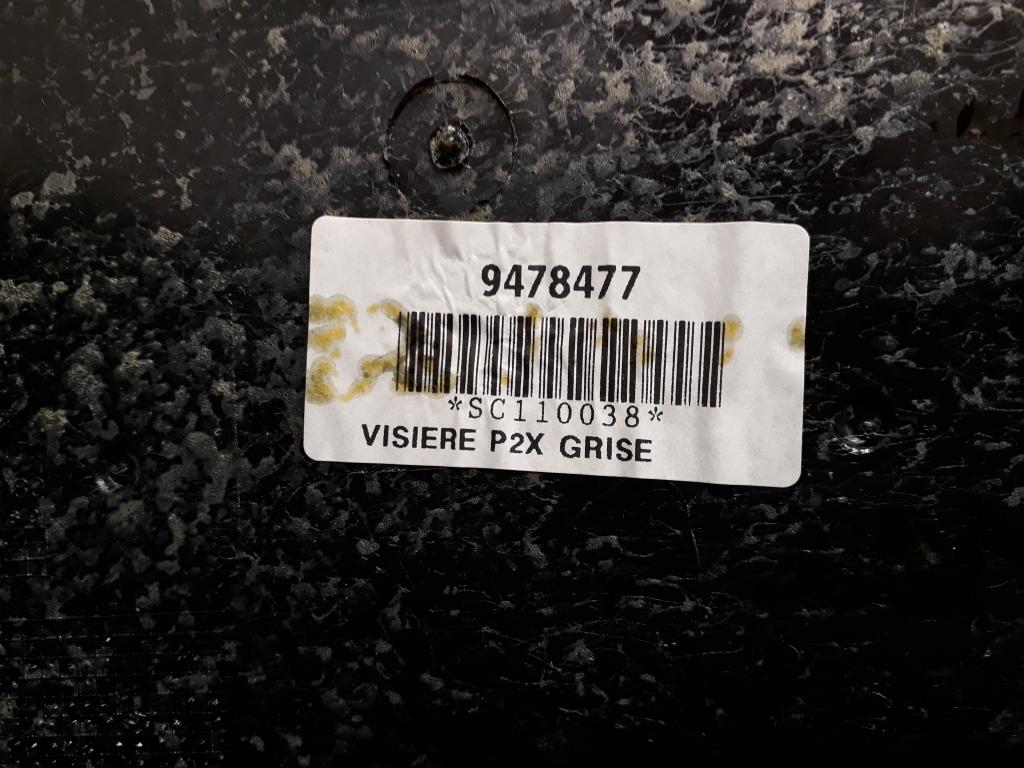 9478477
*SC110038*
VISIERE P2X GRISE